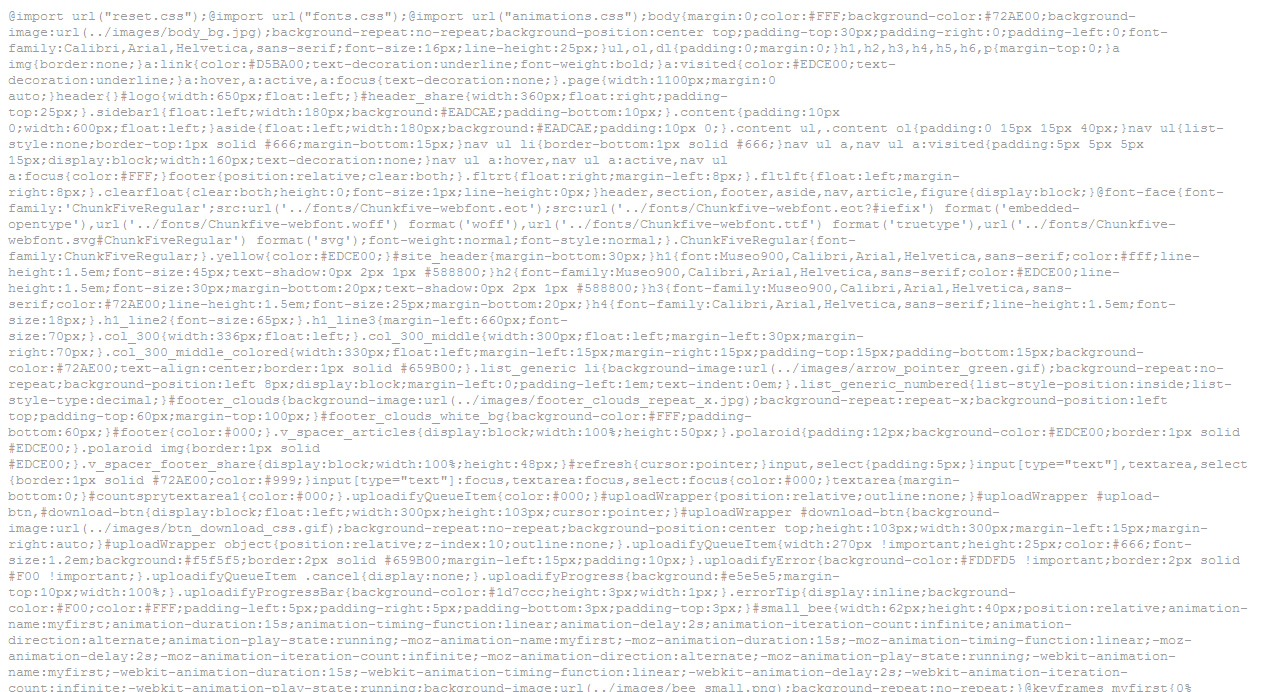 @import url("reset.css");@import url("fonts.css");@import url("animations.css");body{margin:0;color:#FFF;background-color:#72AE00;background-
image:url(../images/body_bg.jpg);background-repeat:no-repeat;background-position:center top;padding-top:30px;padding-right:0;padding-left:0;font-
family:Calibri,Arial,Helvetica,sans-serif;font-size:16px;line-height:25px;}ul,ol,dl{padding:0;margin:0;}h1,h2,h3,h4,h5,h6,p{margin-top:0;}a
img{border:none;}a:link{color:#D5BA00;text-decoration:underline;font-weight:bold;}a:visited{color:#EDCE00;text-
decoration:underline;}a:hover,a:active,a:focus{text-decoration:none;}.page{width:1100px;margin:0
auto;}header{}#logo{width:650px;float:left;}#header_share{width:360px;float:right;padding-
top:25px;}.sidebar1{float:left;width:180px;background:#EADCAE;padding-bottom:10px;}.content{padding:10px
0;width:600px;float:left;}aside{float:left;width:180px;background:#EADCAE;padding:10px 0;}.content ul,.content ol{padding:0 15px 15px 40px;}nav ul{list-
style:none;border-top:1px solid #666;margin-bottom:15px;}nav ul li{border-bottom:1px solid #666;}nav ul a,nav ul a:visited{padding:5px 5px 5px
15px;display:block;width:160px;text-decoration:none;}nav ul a:hover,nav ul a:active,nav ul
a:focus{color:#FFF;}footer{position:relative;clear:both;}.fltrt{float:right;margin-left:8px;}.fltlft{float:left;margin-
right:8px;}.clearfloat{clear:both;height:0;font-size:1px;line-height:0px;}header,section,footer,aside,nav,article,figure{display:block;}@font-face{font-
family:'ChunkFiveRegular';src:url('../fonts/Chunkfive-webfont.eot');src:url('../fonts/Chunkfive-webfont.eot?#iefix') format('embedded-
opentype'),url('../fonts/Chunkfive-webfont.woff') format('woff'),url('../fonts/Chunkfive-webfont.ttf') format('truetype'),url('../fonts/Chunkfive-
webfont.svg#ChunkFiveRegular') format('svg');font-weight:normal;font-style:normal;}.ChunkFiveRegular{font-
family:ChunkFiveRegular;}.yellow{color:#EDCE00;}#site_header{margin-bottom:30px;}h1{font:Museo900,Calibri,Arial,Helvetica,sans-serif;color:#fff;line-
height:1.5em;font-size:45px;text-shadow:0px 2px 1px #588800;}h2{font-family:Museo900,Calibri,Arial,Helvetica,sans-serif;color:#EDCE00;line-
height:1.5em;font-size:30px;margin-bottom:20px;text-shadow:0px 2px 1px #588800;}h3{font-family:Museo900,Calibri,Arial,Helvetica,sans-
serif;color:#72AE00;line-height:1.5em;font-size:25px;margin-bottom:20px;}h4{font-family:Calibri,Arial,Helvetica,sans-serif;line-height:1.5em;font-
size:18px;}.h1_line2{font-size:65px;}.h1_line3{margin-left:660px;font-
size:70px;}.col_300{width:336px;float:left;}.col_300_middle{width:300px;float:left;margin-left:30px;margin-
right:70px;}.col_300_middle_colored{width:330px;float:left;margin-left:15px;margin-right:15px;padding-top:15px;padding-bottom:15px;background-
color:#72AE00;text-align:center;border:1px solid #659B00;}.list_generic li{background-image:url(../images/arrow_pointer_green.gif);background-repeat:no-
repeat;background-position:left 8px;display:block;margin-left:0;padding-left:1em;text-indent:0em;}.list_generic_numbered{list-style-position:inside;list-
style-type:decimal;}#footer_clouds{background-image:url(../images/footer_clouds_repeat_x.jpg);background-repeat:repeat-x;background-position:left
top;padding-top:60px;margin-top:100px;}#footer_clouds_white_bg{background-color:#FFF;padding-
bottom:60px;}#footer{color:#000;}.v_spacer_articles{display:block;width:100%;height:50px;}.polaroid{padding:12px;background-color:#EDCE00;border:1px solid
#EDCE00;}.polaroid img{border:1px solid
#EDCE00;}.v_spacer_footer_share{display:block;width:100%;height:48px;}#refresh{cursor:pointer;}input,select{padding:5px;}input[type="text"],textarea,select
{border:1px solid #72AE00;color:#999;}input[type="text"]:focus,textarea:focus,select:focus{color:#000;}textarea{margin-
bottom:0;}#countsprytextarea1{color:#000;}.uploadifyQueueItem{color:#000;}#uploadWrapper{position:relative;outline:none;}#uploadWrapper #upload-
btn,#download-btn{display:block;float:left;width:300px;height:103px;cursor:pointer;}#uploadWrapper #download-btn{background-
image:url(../images/btn_download_css.gif);background-repeat:no-repeat;background-position:center top;height:103px;width:300px;margin-left:15px;margin-
right:auto;}#uploadWrapper object{position:relative;z-index:10;outline:none;}.uploadifyQueueItem{width:270px !important;height:25px;color:#666;font-
size:1.2em;background:#f5f5f5;border:2px solid #659B00;margin-left:15px;padding:10px;}.uploadifyError{background-color:#FDDFD5 !important;border:2px solid
#F00 !important;}.uploadifyQueueItem .cancel{display:none;}.uploadifyProgress{background:#e5e5e5;margin-
top:10px;width:100%;}.uploadifyProgressBar{background-color:#1d7ccc;height:3px;width:1px;}.errorTip{display:inline;background-
color:#F00;color:#FFF;padding-left:5px;padding-right:5px;padding-bottom:3px;padding-top:3px;}#small_bee{width:62px;height:40px;position:relative;animation-
name:myfirst;animation-duration:15s;animation-timing-function:linear;animation-delay:2s;animation-iteration-count:infinite;animation-
direction:alternate;animation-play-state:running;-moz-animation-name:myfirst;-moz-animation-duration:15s;-moz-animation-timing-function:linear;-moz-
animation-delay:2s;-moz-animation-iteration-count:infinite;-moz-animation-direction:alternate;-moz-animation-play-state:running;-webkit-animation-
name:myfirst;-webkit-animation-duration:15s;-webkit-animation-timing-function:linear;-webkit-animation-delay:2s;-webkit-animation-iteration-
count:infinite;-webkit-animation-play-state:running;background-image:url(../images/bee_small.png);background-repeat:no-repeat;}@keyframes myfirst{0%